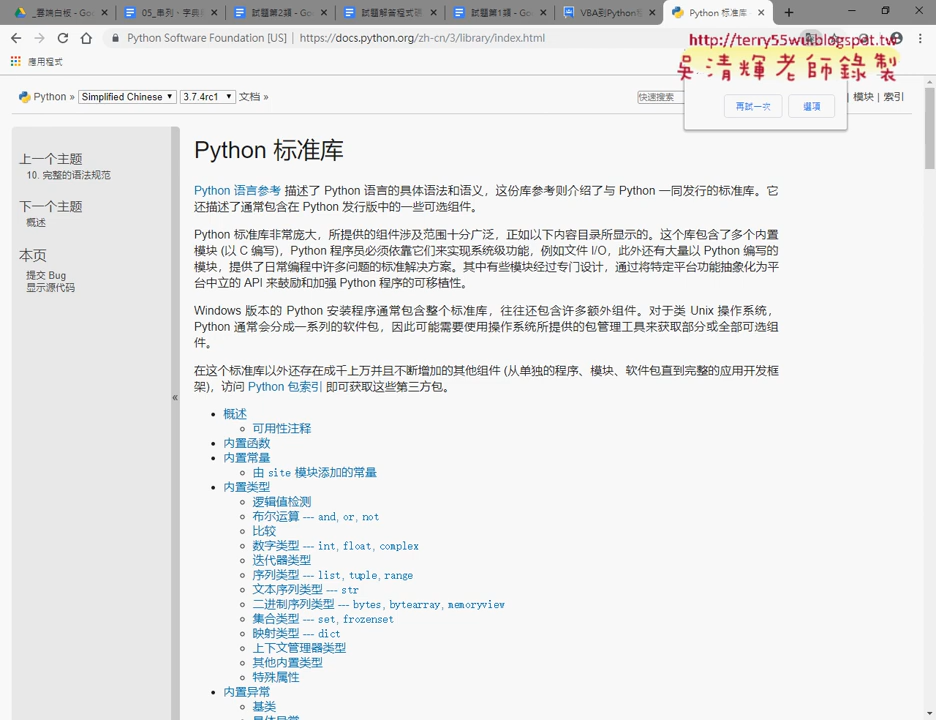 _雲端白板 - Goo
05_串列、字典與
試題第2類 - Goo
試題解答程式碼
試題第1類 - Goo
VBA到Python程
Python 标准库
Python Software Foundation [US] | https://docs.python.org/zh-cn/3/library/index.html
應用程式
http://terry55wu.blogspot.tw
吳清輝老師錄製
再試一次
選項
Python » Simplified Chinese 3.7.4rc1 文档 »
快速搜索
| 模块 | 索引
上一个主题
10. 完整的语法规范
下一个主题
概述
本页
提交 Bug
显示源代码
«
Python 标准库
Python 语言参考 描述了 Python 语言的具体语法和语义，这份库参考则介绍了与 Python 一同发行的标准库。它
还描述了通常包含在 Python 发行版中的一些可选组件。
Python 标准库非常庞大，所提供的组件涉及范围十分广泛，正如以下内容目录所显示的。这个库包含了多个内置
模块 (以 C 编写)，Python 程序员必须依靠它们来实现系统级功能，例如文件 I/O，此外还有大量以 Python 编写的
模块，提供了日常编程中许多问题的标准解决方案。其中有些模块经过专门设计，通过将特定平台功能抽象化为平
台中立的 API 来鼓励和加强 Python 程序的可移植性。
Windows 版本的 Python 安装程序通常包含整个标准库，往往还包含许多额外组件。对于类 Unix 操作系统，
Python 通常会分成一系列的软件包，因此可能需要使用操作系统所提供的包管理工具来获取部分或全部可选组
件。
在这个标准库以外还存在成千上万并且不断增加的其他组件 (从单独的程序、模块、软件包直到完整的应用开发框
架)，访问 Python 包索引 即可获取这些第三方包。
概述
可用性注释
内置函数
内置常量
由 site 模块添加的常量
内置类型
逻辑值检测
布尔运算 --- and, or, not
比较
数字类型 --- int, float, complex
迭代器类型
序列类型 --- list, tuple, range
文本序列类型 --- str
二进制序列类型 --- bytes, bytearray, memoryview
集合类型 --- set, frozenset
映射类型 --- dict
上下文管理器类型
其他内置类型
特殊属性
内置异常
基类
具体异常